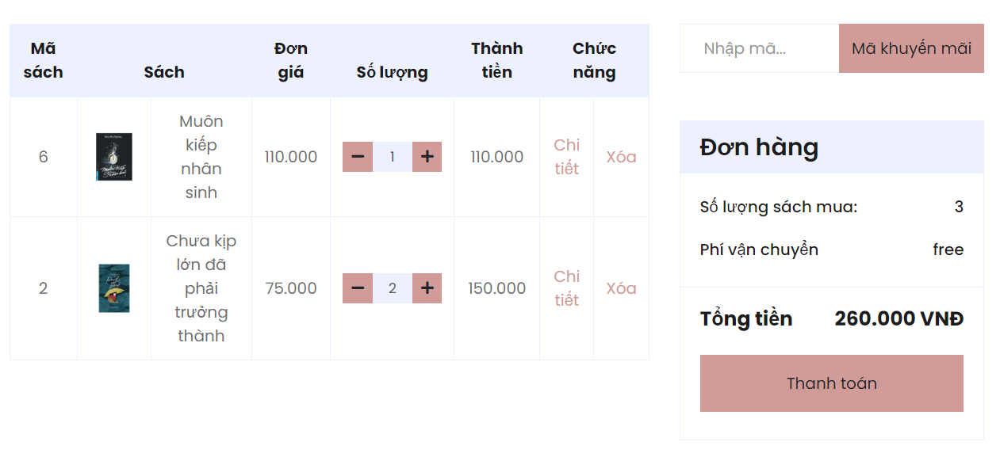 Mã sách
Sách
Đơn giá
Số lượng
Thành tiền
Chức năng
6
Muôn
kiếp
nhân
sinh
110.000
1
110.000
Chi
tiết
Xóa
2
Chưa kịp
lớn đã
phải
trưởng
thành
75.000
2
150.000
Chi
tiết
Xóa
Nhập mã...
Mã khuyến mãi
Đơn hàng
Số lượng sách mua: 3
Phí vận chuyển free
Tổng tiền 260.000 VNĐ
Thanh toán